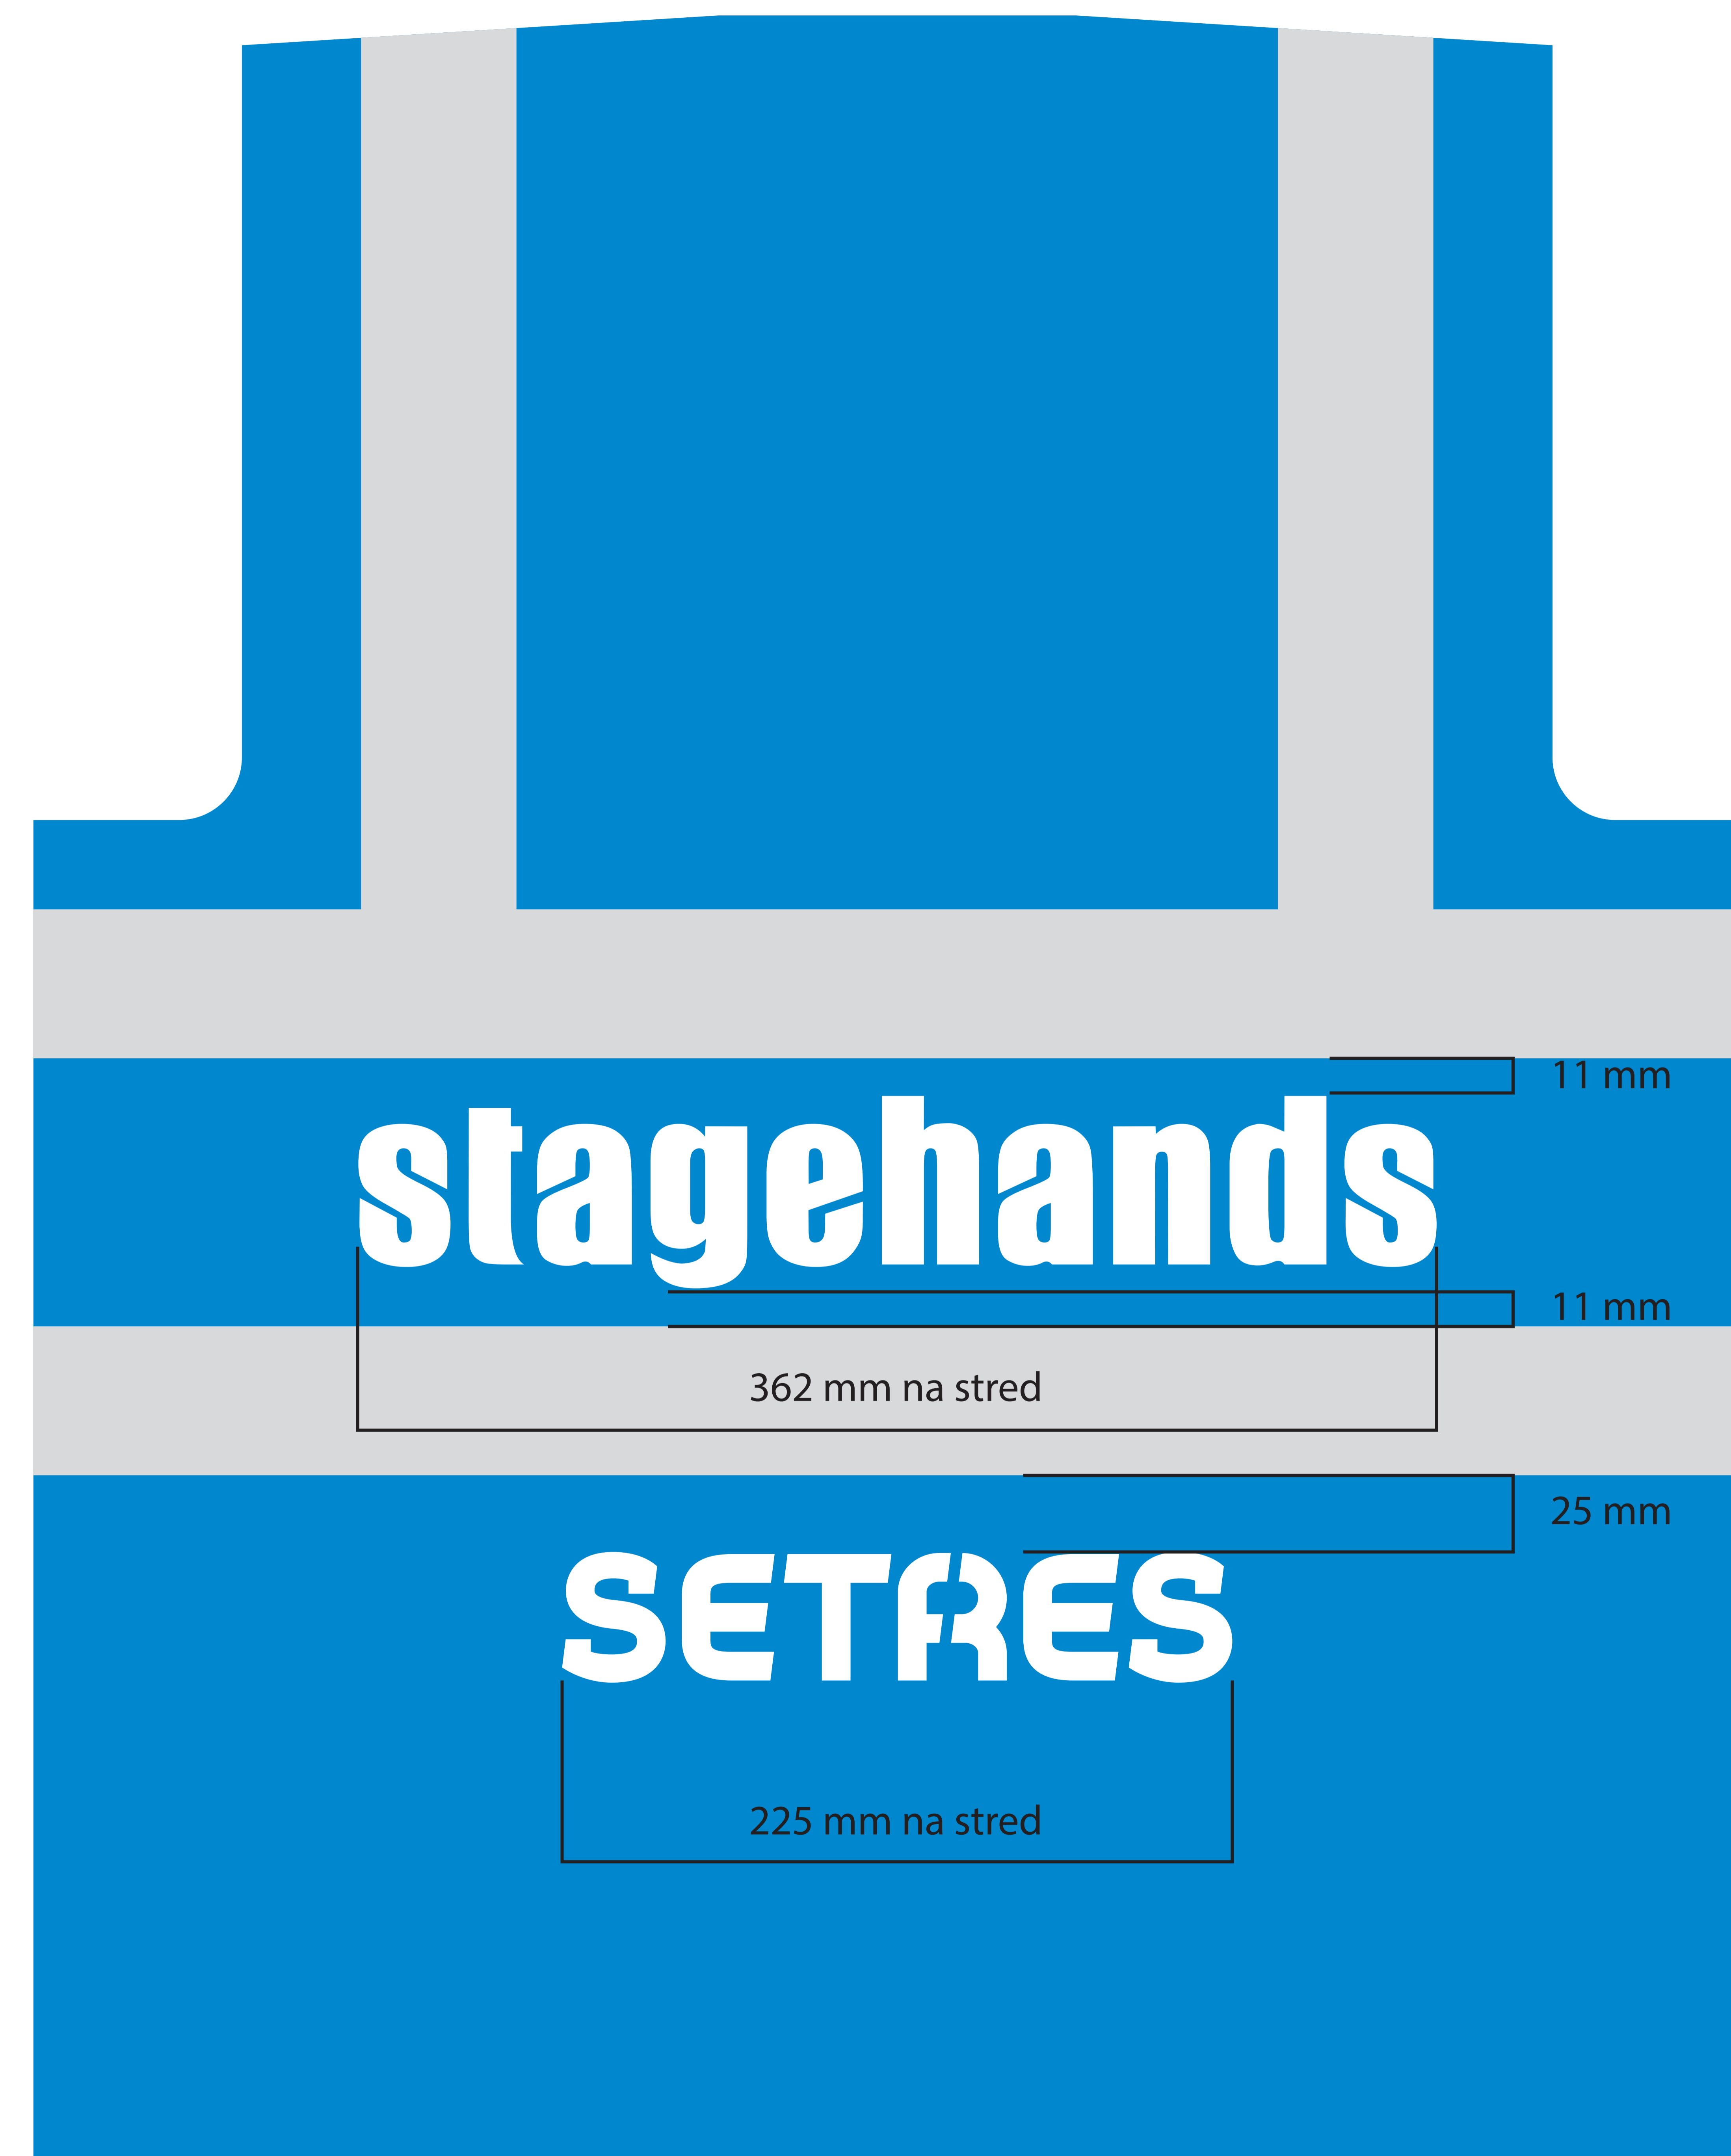 11 mm
stagehands
11 mm
362 mm na stred
25 mm
SETRES
225 mm na stred